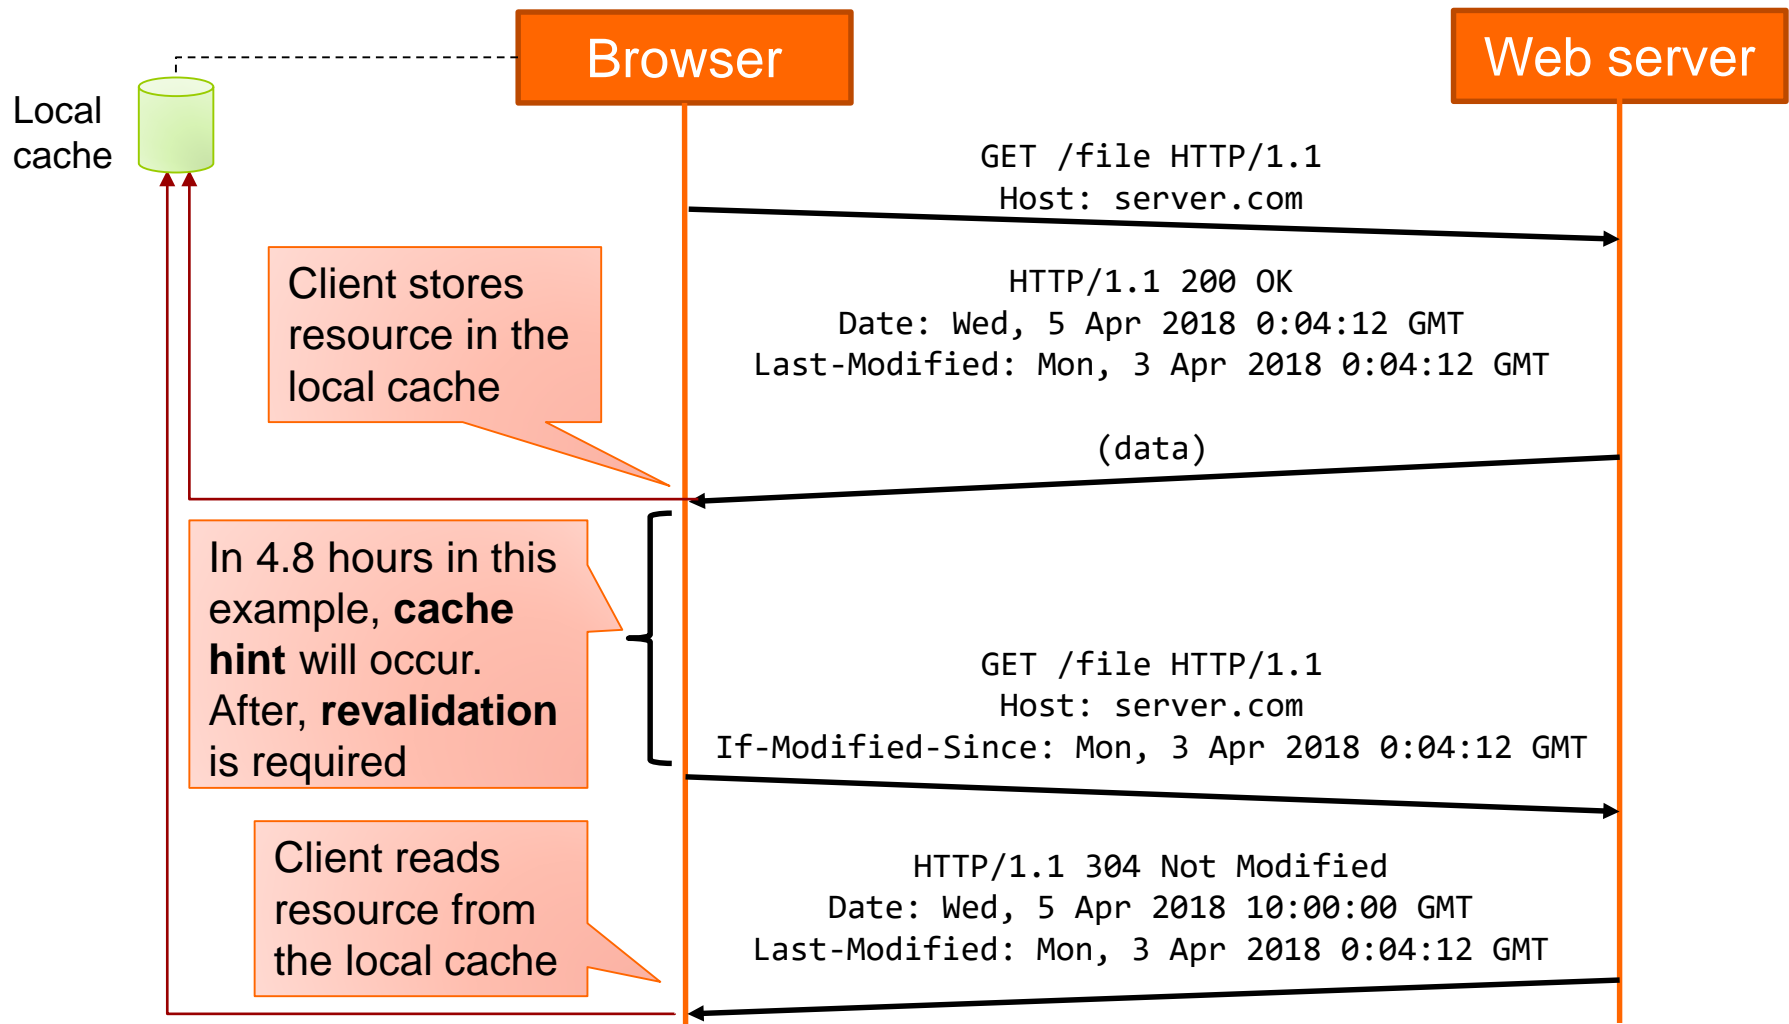 Browser
Web server
Local
cache
GET /file HTTP/1.1
Host: server.com
Client stores
resource in the
local cache
HTTP/1.1 200 OK
Date: Wed, 5 Apr 2018 0:04:12 GMT
Last-Modified: Mon, 3 Apr 2018 0:04:12 GMT
(data)
In 4.8 hours in this
example, cache
hint will occur.
After, revalidation
is required
GET /file HTTP/1.1
Host: server.com
If-Modified-Since: Mon, 3 Apr 2018 0:04:12 GMT
Client reads
resource from
the local cache
HTTP/1.1 304 Not Modified
Date: Wed, 5 Apr 2018 10:00:00 GMT
Last-Modified: Mon, 3 Apr 2018 0:04:12 GMT